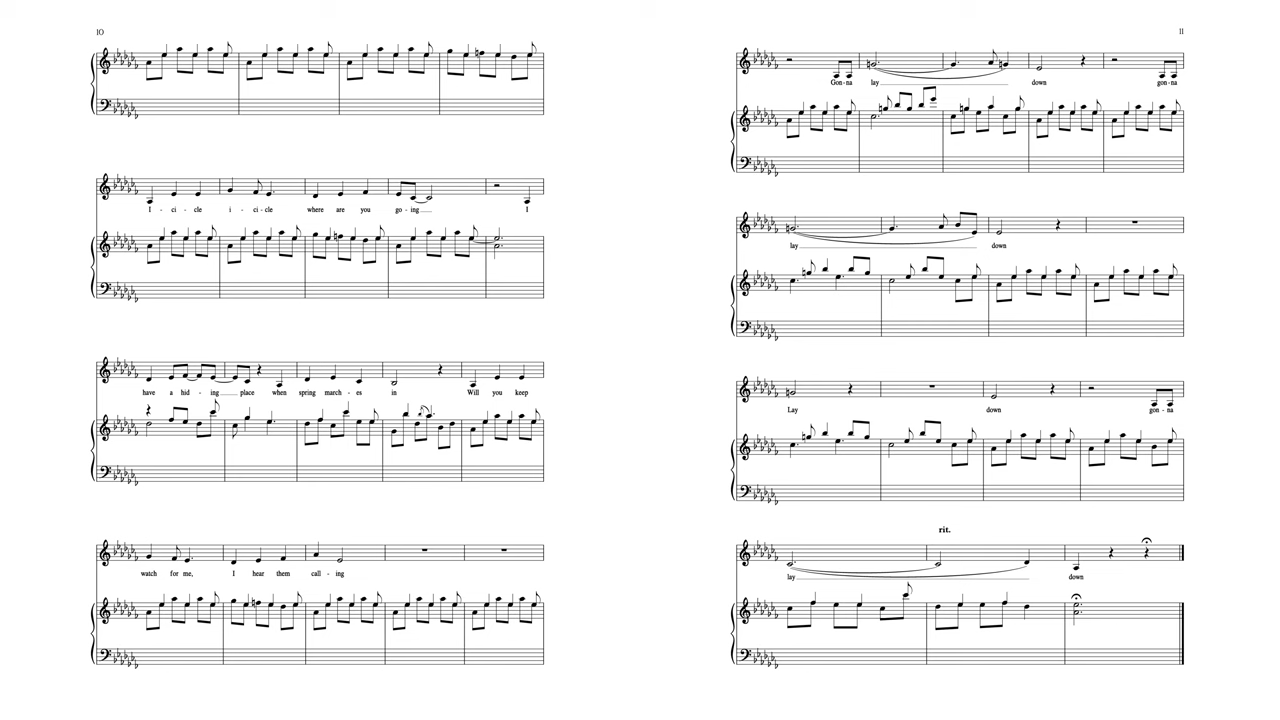 10
I - ci - cle i - ci - cle where are you go - ing I
have a hid - ing place when spring march - es in Will you keep
watch for me, I hear them call - ing
11
Gon - na lay down gon - na
lay down
Lay down gon - na
rit.
lay down